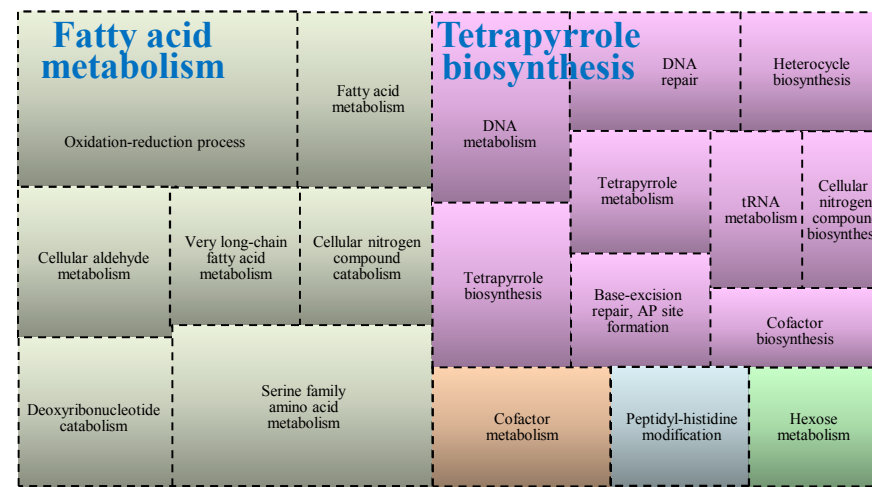 Fatty acid
metabolism
Oxidation-reduction process
Fatty acid
metabolism
Cellular aldehyde
metabolism
Very long-chain
fatty acid
metabolism
Cellular nitrogen
compound
catabolism
Deoxyribonucleotide
catabolism
Serine family
amino acid
metabolism
Tetrapyrrole
biosynthesis
DNA
metabolism
DNA
repair
Heterocycle
biosynthesis
Tetrapyrrole
metabolism
tRNA
metabolism
Cellular
nitrogen
compoun
biosynthes
Tetrapyrrole
biosynthesis
Base-excision
repair, AP site
formation
Cofactor
biosynthesis
Cofactor
metabolism
Peptidyl-histidine
modification
Hexose
metabolism